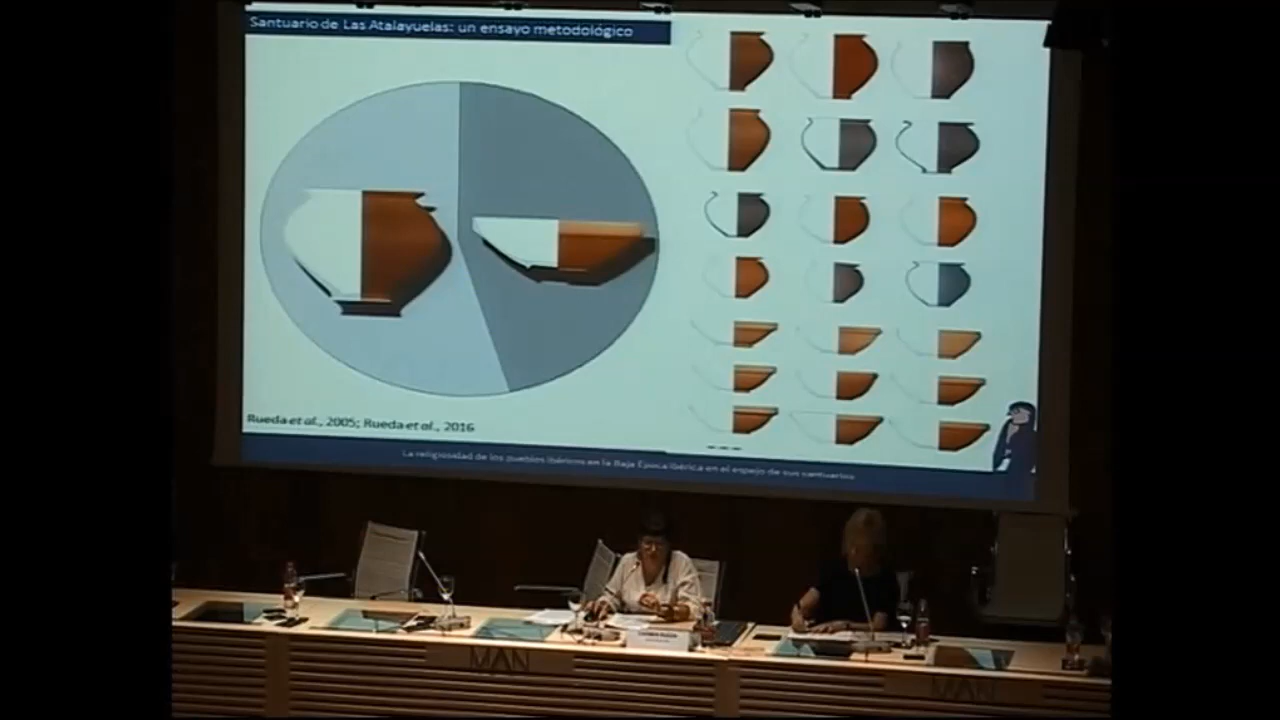 Santuario de Las Atalayuelas: un ensayo metodológico
Rueda et al., 2005; Rueda et al., 2016
La religiosidad de los pueblos ibéricos en la Baja Época Ibérica en el espejo de sus santuarios
MAN
MAN